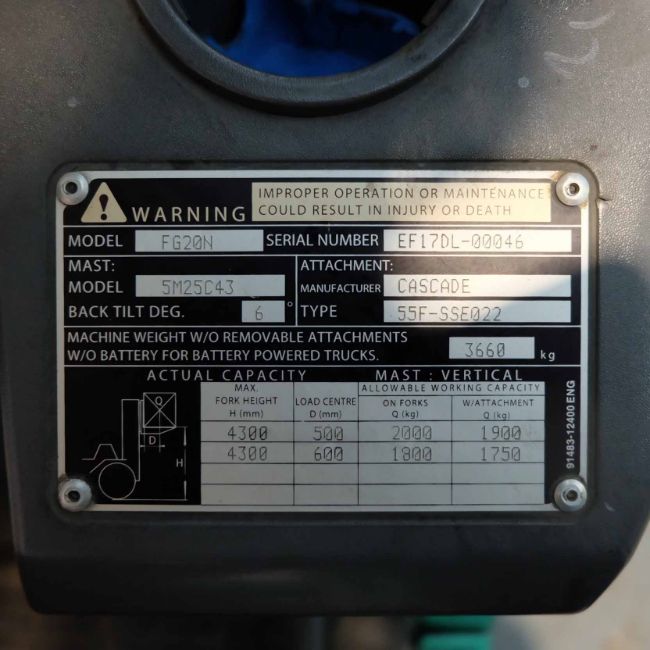 WARNING
IMPROPER OPERATION OR MAINTENANCE
COULD RESULT IN INJURY OR DEATH
MODEL FG20N SERIAL NUMBER EF17DL-00046
MAST: ATTACHMENT:
MODEL 5M25C43 MANUFACTURER CASCADE
BACK TILT DEG. 6° TYPE 55F-SSE022
MACHINE WEIGHT W/O REMOVABLE ATTACHMENTS
W/O BATTERY FOR BATTERY POWERED TRUCKS. 3660 kg
ACTUAL CAPACITY MAST : VERTICAL
MAX. FORK HEIGHT H (mm) LOAD CENTRE D (mm) ALLOWABLE WORKING CAPACITY
ON FORKS Q (kg) W/ATTACHMENT Q (kg)
4300 500 2000 1900
4300 600 1800 1750
Q
D
H
91483-12400 ENG